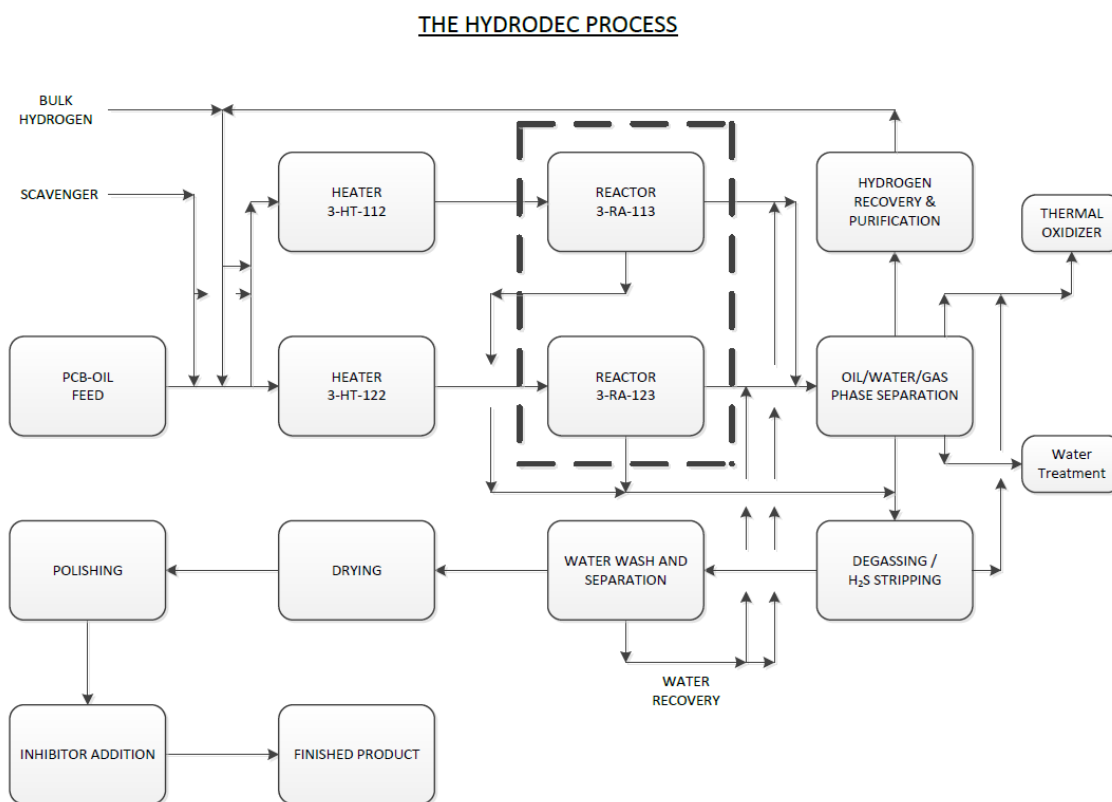 THE HYDRODEC PROCESS
BULK
HYDROGEN
SCAVENGER
HEATER
3-HT-112
REACTOR
3-RA-113
HYDROGEN
RECOVERY &
PURIFICATION
THERMAL
OXIDIZER
PCB-OIL
FEED
HEATER
3-HT-122
REACTOR
3-RA-123
OIL/WATER/GAS
PHASE SEPARATION
Water
Treatment
POLISHING
DRYING
WATER WASH AND
SEPARATION
DEGASSING /
H₂S STRIPPING
WATER
RECOVERY
INHIBITOR ADDITION
FINISHED PRODUCT